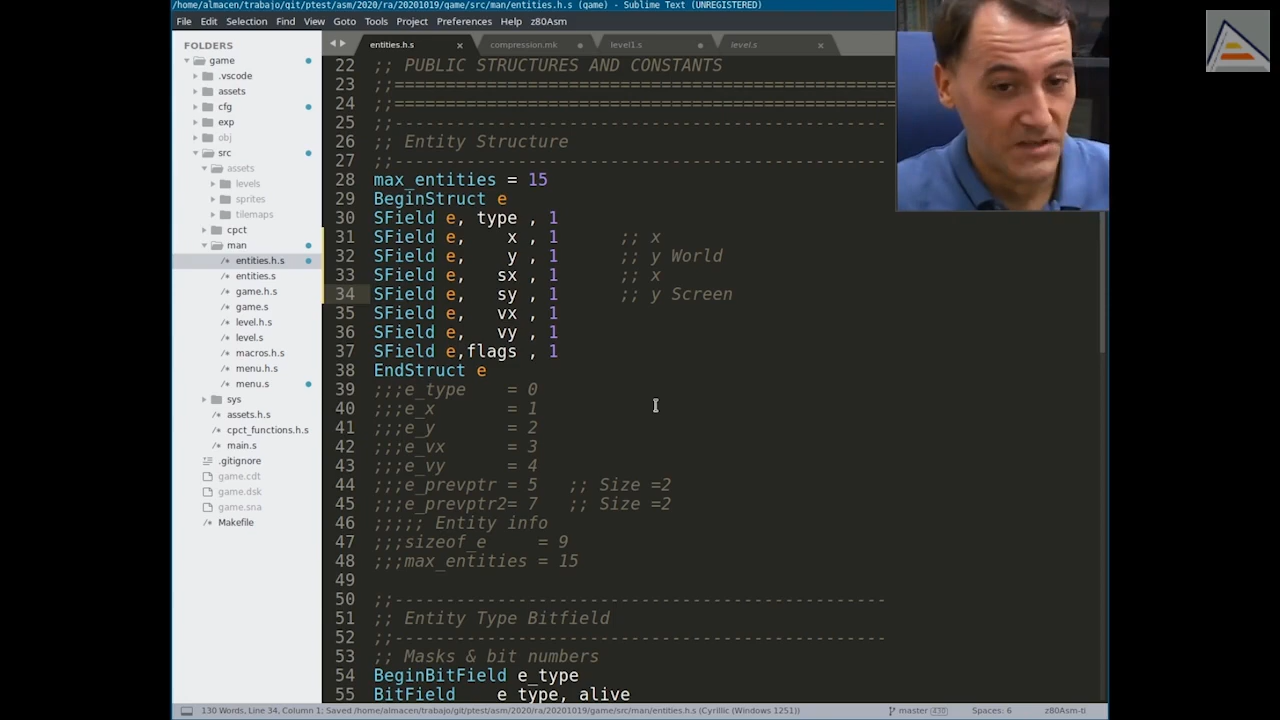 /home/almacen/trabajo/git/ptest/asm/2020/ra/20201019/game/src/man/entities.h.s (game) - Sublime Text (UNREGISTERED)
File Edit Selection Find View Goto Tools Project Preferences Help z80Asm
FOLDERS
game
.vscode
assets
cfg
exp
obj
src
assets
levels
sprites
tilemaps
cpct
man
entities.h.s
entities.s
game.h.s
game.s
level.h.s
level.s
macros.h.s
menu.h.s
menu.s
sys
assets.h.s
cpct_functions.h.s
main.s
.gitignore
game.cdt
game.dsk
game.sna
Makefile
entities.h.s compression.mk level1.s level.s
22 ;; PUBLIC STRUCTURES AND CONSTANTS
23 ;;==================================================
24 ;;==================================================
25 ;;------------------------------------------------
26 ;; Entity Structure
27 ;;------------------------------------------------
28 max_entities = 15
29 BeginStruct e
30 SField e, type , 1
31 SField e, x , 1 ;; x
32 SField e, y , 1 ;; y World
33 SField e, sx , 1 ;; x
34 SField e, sy , 1 ;; y Screen
35 SField e, vx , 1
36 SField e, vy , 1
37 SField e,flags , 1
38 EndStruct e
39 ;;;e_type = 0
40 ;;;e_x = 1
41 ;;;e_y = 2
42 ;;;e_vx = 3
43 ;;;e_vy = 4
44 ;;;e_prevptr = 5 ;; Size =2
45 ;;;e_prevptr2= 7 ;; Size =2
46 ;;;;; Entity info
47 ;;;sizeof_e = 9
48 ;;;max_entities = 15
49
50 ;;------------------------------------------------
51 ;; Entity Type Bitfield
52 ;;------------------------------------------------
53 ;; Masks & bit numbers
54 BeginBitField e_type
55 BitField e_type, alive
130 Words, Line 34, Column 1; Saved /home/almacen/trabajo/git/ptest/asm/2020/ra/20201019/game/src/man/entities.h.s (Cyrillic (Windows 1251)) master 430 Spaces: 6 z80Asm-ti